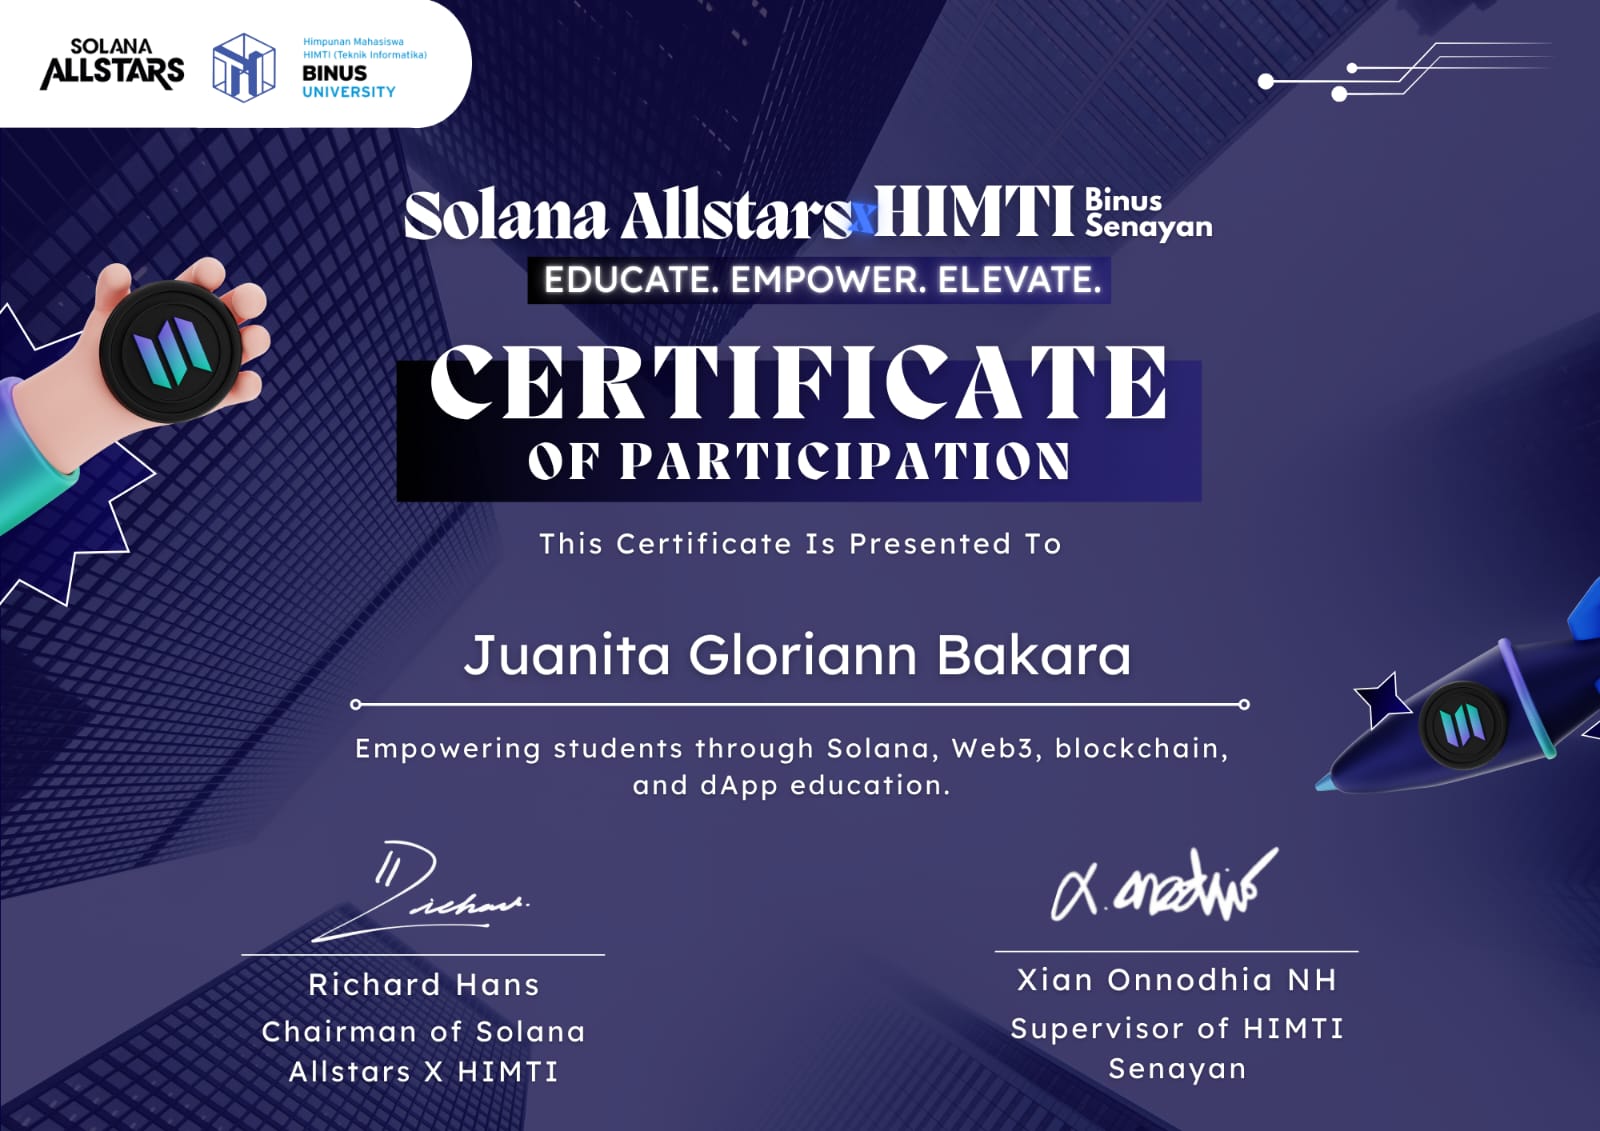 SOLANA
ALLSTARS
Himpunan Mahasiswa
HIMTI (Teknik Informatika)
BINUS
UNIVERSITY
Solana Allstars x HIMTI Binus Senayan
EDUCATE. EMPOWER. ELEVATE.
CERTIFICATE
OF PARTICIPATION
This Certificate Is Presented To
Juanita Gloriann Bakara
Empowering students through Solana, Web3, blockchain,
and dApp education.
Richard Hans
Chairman of Solana
Allstars X HIMTI
Xian Onnodhia NH
Supervisor of HIMTI
Senayan